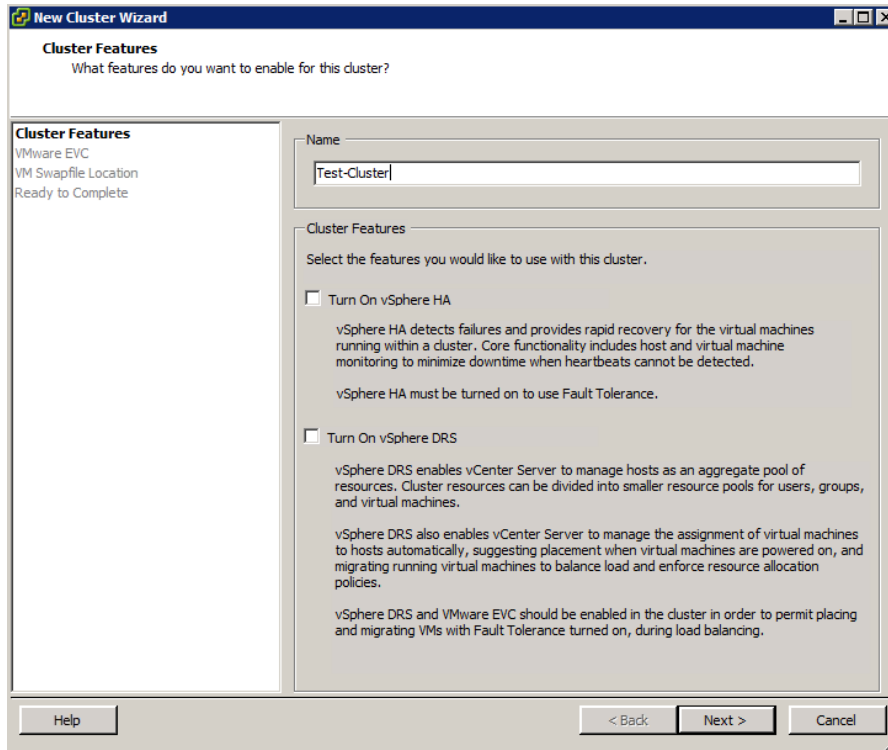 New Cluster Wizard
Cluster Features
What features do you want to enable for this cluster?
Cluster Features
VMware EVC
VM Swapfile Location
Ready to Complete
Name
Test-Cluster
Cluster Features
Select the features you would like to use with this cluster.
Turn On vSphere HA
vSphere HA detects failures and provides rapid recovery for the virtual machines
running within a cluster. Core functionality includes host and virtual machine
monitoring to minimize downtime when heartbeats cannot be detected.
vSphere HA must be turned on to use Fault Tolerance.
Turn On vSphere DRS
vSphere DRS enables vCenter Server to manage hosts as an aggregate pool of
resources. Cluster resources can be divided into smaller resource pools for users, groups,
and virtual machines.
vSphere DRS also enables vCenter Server to manage the assignment of virtual machines
to hosts automatically, suggesting placement when virtual machines are powered on, and
migrating running virtual machines to balance load and enforce resource allocation
policies.
vSphere DRS and VMware EVC should be enabled in the cluster in order to permit placing
and migrating VMs with Fault Tolerance turned on, during load balancing.
Help
< Back
Next >
Cancel